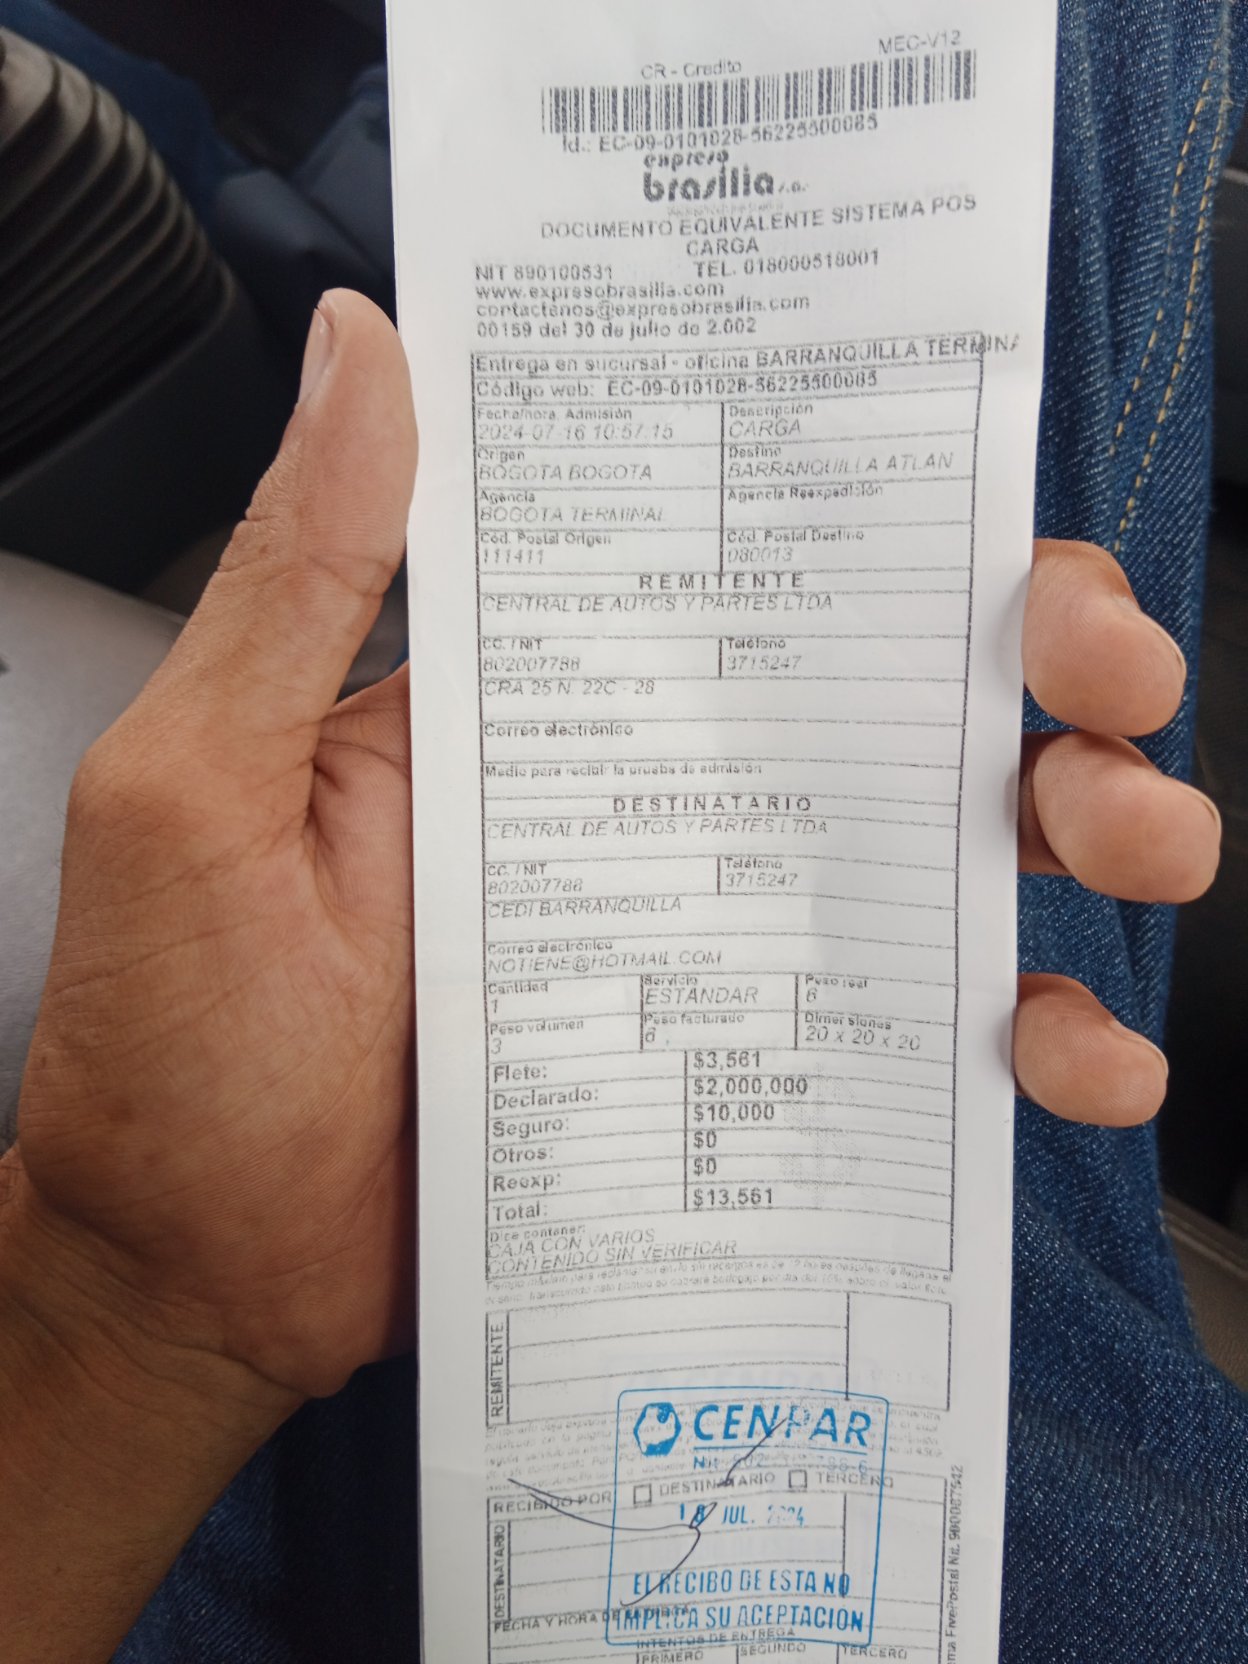 MEC-V12
CR - Credito
Id.: EC-09-0101028-56225500085
expreso
brasilia s.a.
DOCUMENTO EQUIVALENTE SISTEMA POS
CARGA
NIT 890100531 TEL. 018000518001
www.expresobrasilia.com
contactenos@expresobrasilia.com
00159 del 30 de julio de 2.002
Entrega en sucursal - oficina BARRANQUILLA TERMINA
Código web: EC-09-0101028-56225500085
Fecha/hora Admisión Descripción
2024-07-16 10:57:15 CARGA
Origen Destino
BOGOTA BOGOTA BARRANQUILLA ATLAN
Agencia Agencia Reexpedición
BOGOTA TERMINAL
Cód. Postal Origen Cód. Postal Destino
111411 080013
REMITENTE
CENTRAL DE AUTOS Y PARTES LTDA
CC. / NIT Teléfono
802007788 3715247
CRA 25 N. 22C - 28
Correo electrónico
Medio para recibir la prueba de admisión
DESTINATARIO
CENTRAL DE AUTOS Y PARTES LTDA
CC. / NIT Teléfono
802007788 3715247
CEDI BARRANQUILLA
Correo electrónico
NOTIENE@HOTMAIL.COM
Cantidad Servicio Peso real
1 ESTANDAR 6
Peso volumen Peso facturado Dimensiones
3 6 20 x 20 x 20
Flete: $3,561
Declarado: $2,000,000
Seguro: $10,000
Otros: $0
Reexp: $0
Total: $13,561
Dice contener:
CAJA CON VARIOS
CONTENIDO SIN VERIFICAR
REMITENTE
CENPAR
RECIBIDO POR DESTINATARIO TERCERO
18 JUL. 2024
DESTINATARIO
EL RECIBO DE ESTA NO
FECHA Y HORA DE
IMPLICA SU ACEPTACION
INTENTOS DE ENTREGA
PRIMERO SEGUNDO TERCERO